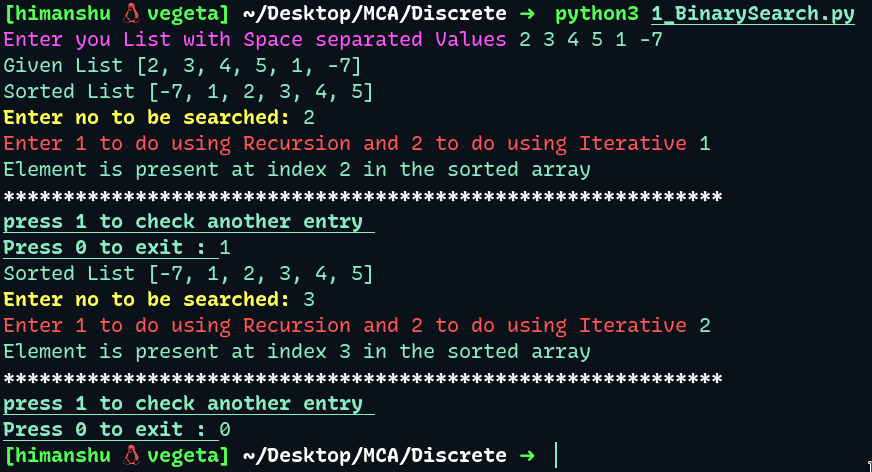 [himanshu 🐧 vegeta] ~/Desktop/MCA/Discrete → python3 1_BinarySearch.py
Enter you List with Space separated Values 2 3 4 5 1 -7
Given List [2, 3, 4, 5, 1, -7]
Sorted List [-7, 1, 2, 3, 4, 5]
Enter no to be searched: 2
Enter 1 to do using Recursion and 2 to do using Iterative 1
Element is present at index 2 in the sorted array
************************************************************
press 1 to check another entry
Press 0 to exit : 1
Sorted List [-7, 1, 2, 3, 4, 5]
Enter no to be searched: 3
Enter 1 to do using Recursion and 2 to do using Iterative 2
Element is present at index 3 in the sorted array
************************************************************
press 1 to check another entry
Press 0 to exit : 0
[himanshu 🐧 vegeta] ~/Desktop/MCA/Discrete →